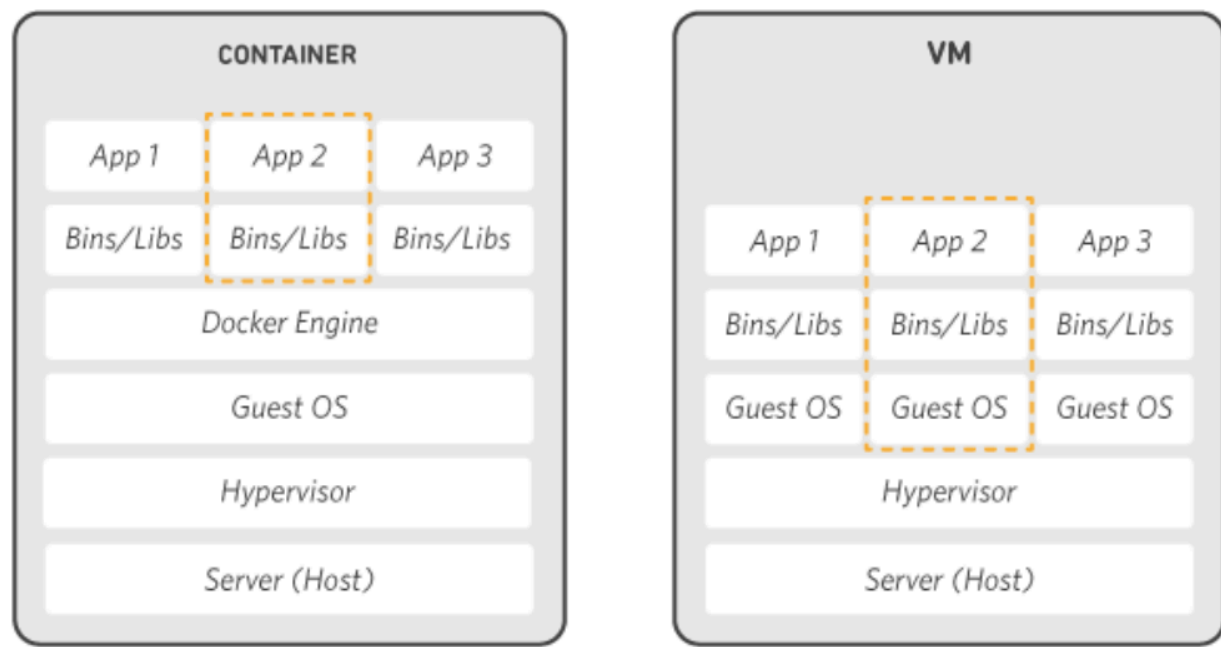 CONTAINER
App 1 App 2 App 3
Bins/Libs Bins/Libs Bins/Libs
Docker Engine
Guest OS
Hypervisor
Server (Host)
VM
App 1 App 2 App 3
Bins/Libs Bins/Libs Bins/Libs
Guest OS Guest OS Guest OS
Hypervisor
Server (Host)